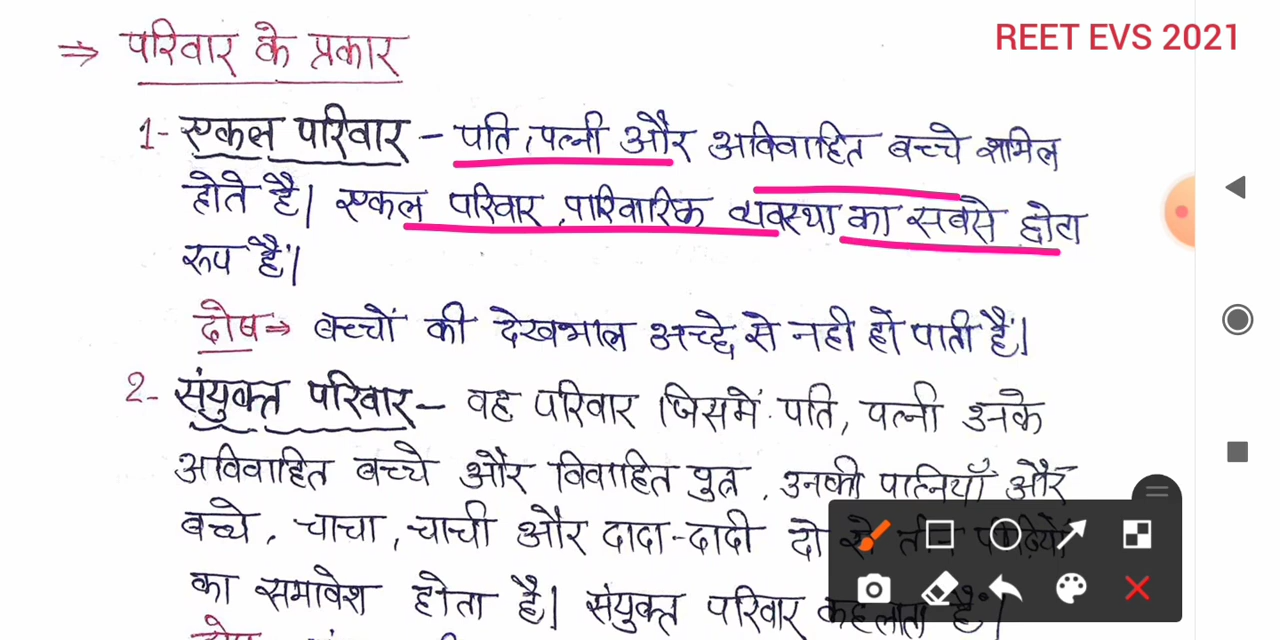 REET EVS 2021
⇒ परिवार के प्रकार
1- एकल परिवार – पति, पत्नी और अविवाहित बच्चे शामिल
होते है। एकल परिवार, पारिवारिक व्यवस्था का सबसे छोटा
रूप है।
दोष → बच्चों की देखभाल अच्छे से नही हो पाती है।
2- संयुक्त परिवार – वह परिवार जिसमें पति, पत्नी उनके
अविवाहित बच्चे और विवाहित पुत्र, उनकी पत्नियाँ और
बच्चे, चाचा, चाची और दादा-दादी दो से तीन पीढ़ियों
का समावेश होता है। संयुक्त परिवार कहलाता है।
दोष